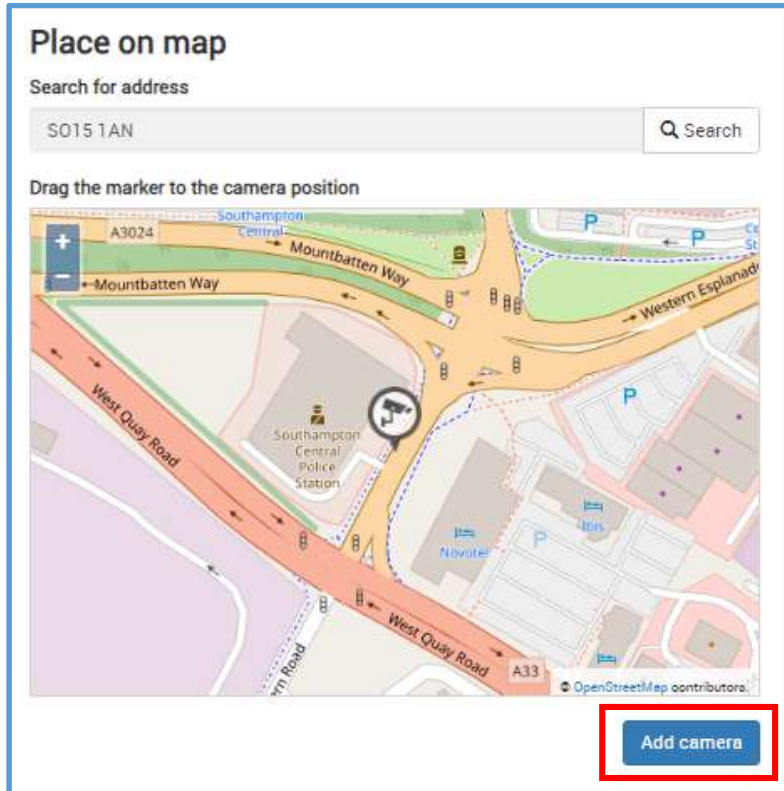 Place on map
Search for address
SO15 1AN
Search
Drag the marker to the camera position
+
−
A3024
Southampton
Central
Mountbatten Way
Mountbatten Way
P
P
Western Esplanade
West Quay Road
Southampton
Central
Police
Station
P
Novotel
P
Ibis
West Quay Road
A33
ern Road
© OpenStreetMap contributors.
Add camera